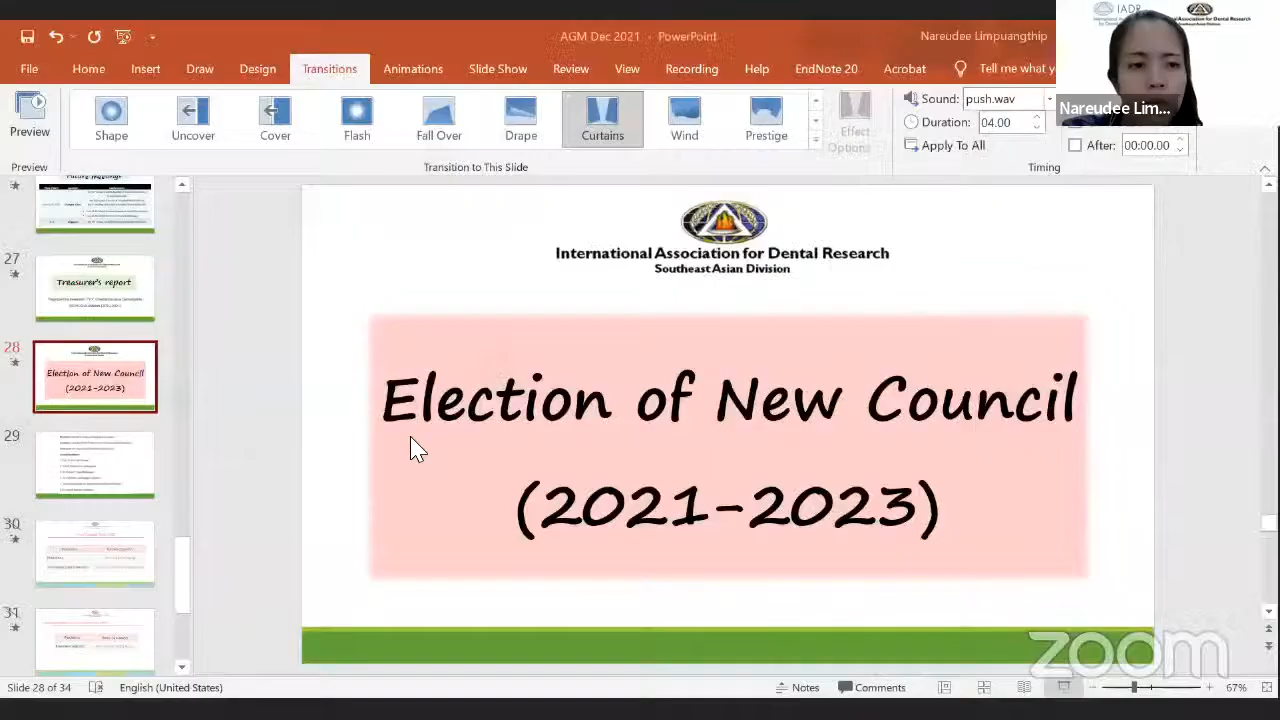 AGM Dec 2021 - PowerPoint
Nareudee Limpuangthip
IADR
Association for Dental Research
File Home Insert Draw Design Transitions Animations Slide Show Review View Recording Help EndNote 20 Acrobat Tell me
Nareudee Lim...
Preview
Shape Uncover Cover Flash Fall Over Drape Curtains Wind Prestige
Effect
Options
Sound: push.wav
Duration: 04.00
Apply To All
After: 00:00.00
Preview
Transition to This Slide
Timing
27
Treasurer's report
28
Election of New Council
(2021-2023)
29
30
31
International Association for Dental Research
Southeast Asian Division
Election of New Council
(2021-2023)
zoom
Slide 28 of 34
English (United States)
Notes
Comments
67%